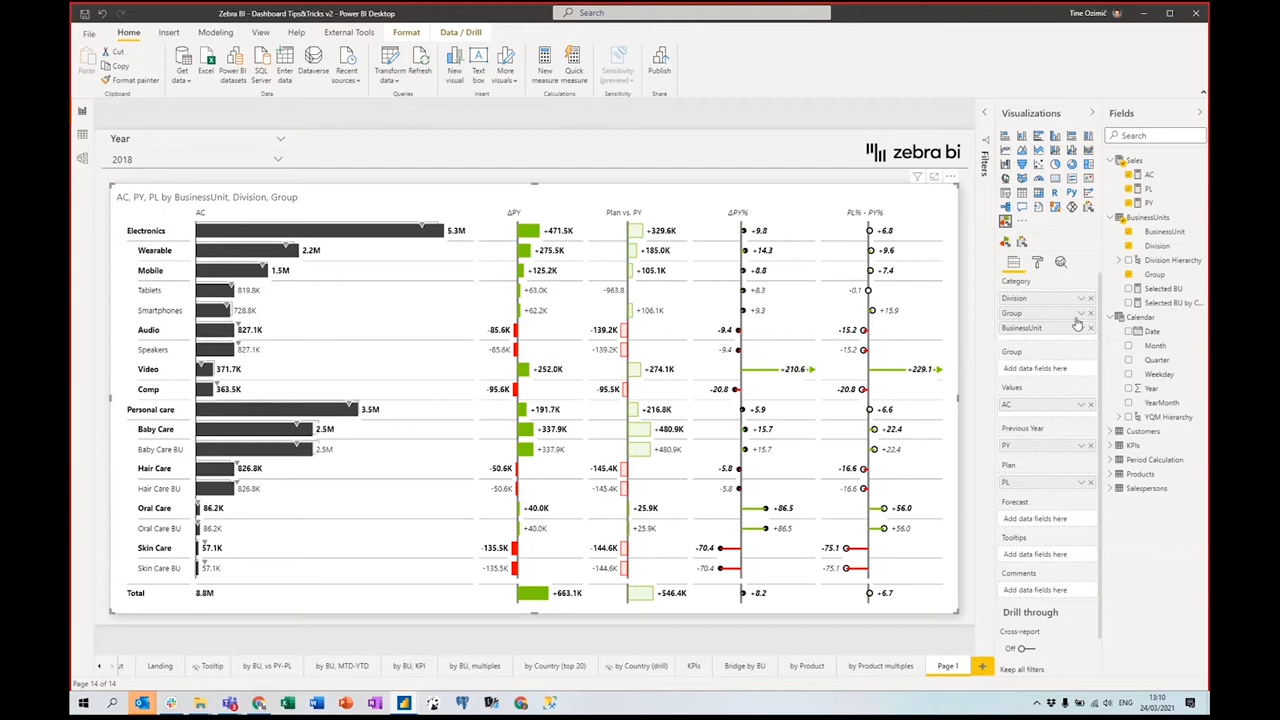 Zebra BI - Dashboard Tips&Tricks v2 - Power BI Desktop
Search
Tine Ozimič
File Home Insert Modeling View Help External Tools Format Data / Drill
Paste
Cut
Copy
Format painter
Get data
Excel
Power BI datasets
SQL Server
Enter data
Dataverse
Recent sources
Transform data
Refresh
New visual
Text box
More visuals
New measure
Quick measure
Sensitivity (preview)
Publish
Clipboard Data Queries Insert Calculations Sensitivity Share
Year
2018
zebra bi
AC, PY, PL by BusinessUnit, Division, Group
AC ΔPY Plan vs. PY ΔPY% PL% - PY%
Electronics 5.3M +471.5K +329.6K +9.8 +6.8
Wearable 2.2M +275.5K +185.0K +14.3 +9.6
Mobile 1.5M +125.2K +105.1K +8.8 +7.4
Tablets 819.8K +63.0K -963.8 +8.3 -0.1
Smartphones 728.8K +62.2K +106.1K +9.3 +15.9
Audio 827.1K -85.6K -139.2K -9.4 -15.2
Speakers 827.1K -85.6K -139.2K -9.4 -15.2
Video 371.7K +252.0K +274.1K +210.6 +229.1
Comp 363.5K -95.6K -95.5K -20.8 -20.8
Personal care 3.5M +191.7K +216.8K +5.9 +6.6
Baby Care 2.5M +337.9K +480.9K +15.7 +22.4
Baby Care BU 2.5M +337.9K +480.9K +15.7 +22.4
Hair Care 826.8K -50.6K -145.4K -5.8 -16.6
Hair Care BU 826.8K -50.6K -145.4K -5.8 -16.6
Oral Care 86.2K +40.0K +25.9K +86.5 +56.0
Oral Care BU 86.2K +40.0K +25.9K +86.5 +56.0
Skin Care 57.1K -135.5K -144.6K -70.4 -75.1
Skin Care BU 57.1K -135.5K -144.6K -70.4 -75.1
Total 8.8M +663.1K +546.4K +8.2 +6.7
Filters
Visualizations
R Py
Category
Division
Group
BusinessUnit
Group
Add data fields here
Values
AC
Previous Year
PY
Plan
PL
Forecast
Add data fields here
Tooltips
Add data fields here
Comments
Add data fields here
Drill through
Cross-report
Off
Keep all filters
Fields
Search
Sales
AC
PL
PY
BusinessUnits
BusinessUnit
Division
Division Hierarchy
Group
Selected BU
Selected BU by C...
Calendar
Date
Month
Quarter
Weekday
Year
YearMonth
YQM Hierarchy
Customers
KPIs
Period Calculation
Products
Salespersons
ut Landing Tooltip by BU, vs PY-PL by BU, MTD-YTD by BU, KPI by BU, multiples by Country (top 20) by Country (drill) KPIs Bridge by BU by Product by Product multiples Page 1
Page 14 of 14
ENG
13:10
24/03/2021